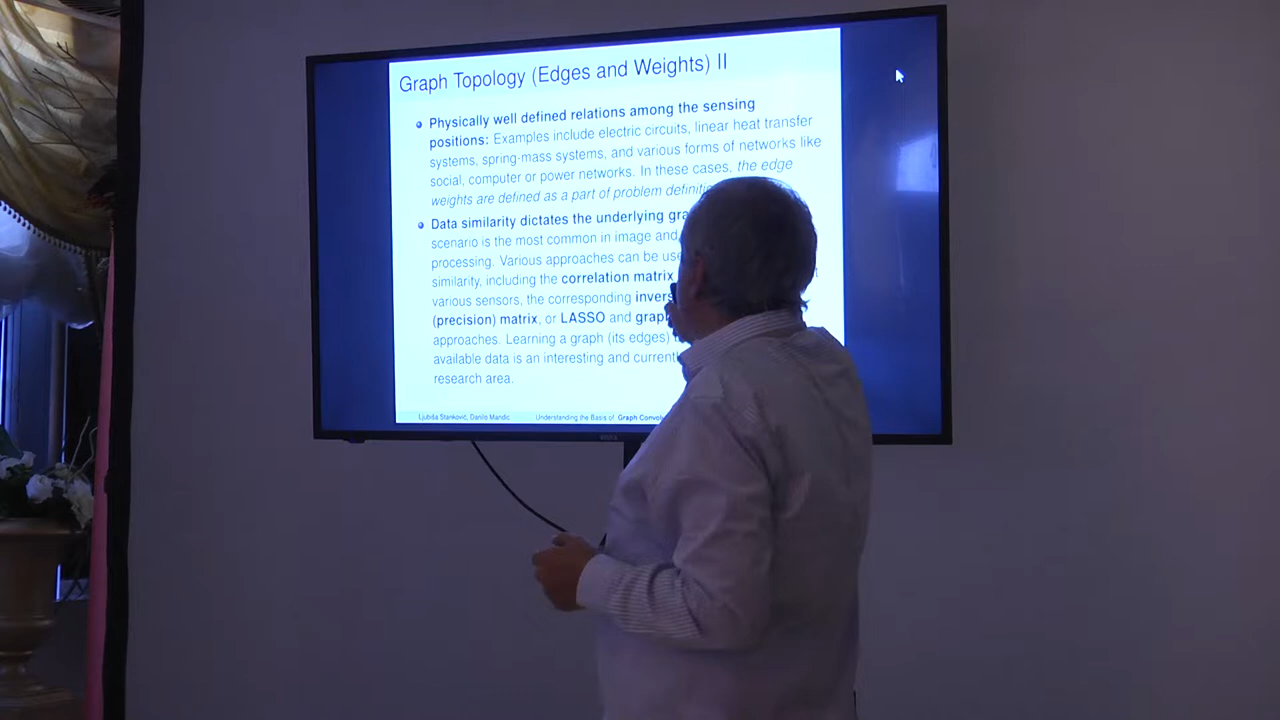 Graph Topology (Edges and Weights) II
Physically well defined relations among the sensing
positions: Examples include electric circuits, linear heat transfer
systems, spring-mass systems, and various forms of networks like
social, computer or power networks. In these cases, the edge
weights are defined as a part of problem
Data similarity dictates the underlying
scenario is the most common in image and
processing. Various approaches can be
similarity, including the correlation matrix
various sensors, the corresponding
(precision) matrix, or LASSO and
approaches. Learning a graph (its edges)
available data is an interesting and
research area.
Ljubiša Stanković, Danilo Mandic
Understanding the Basis of Graph